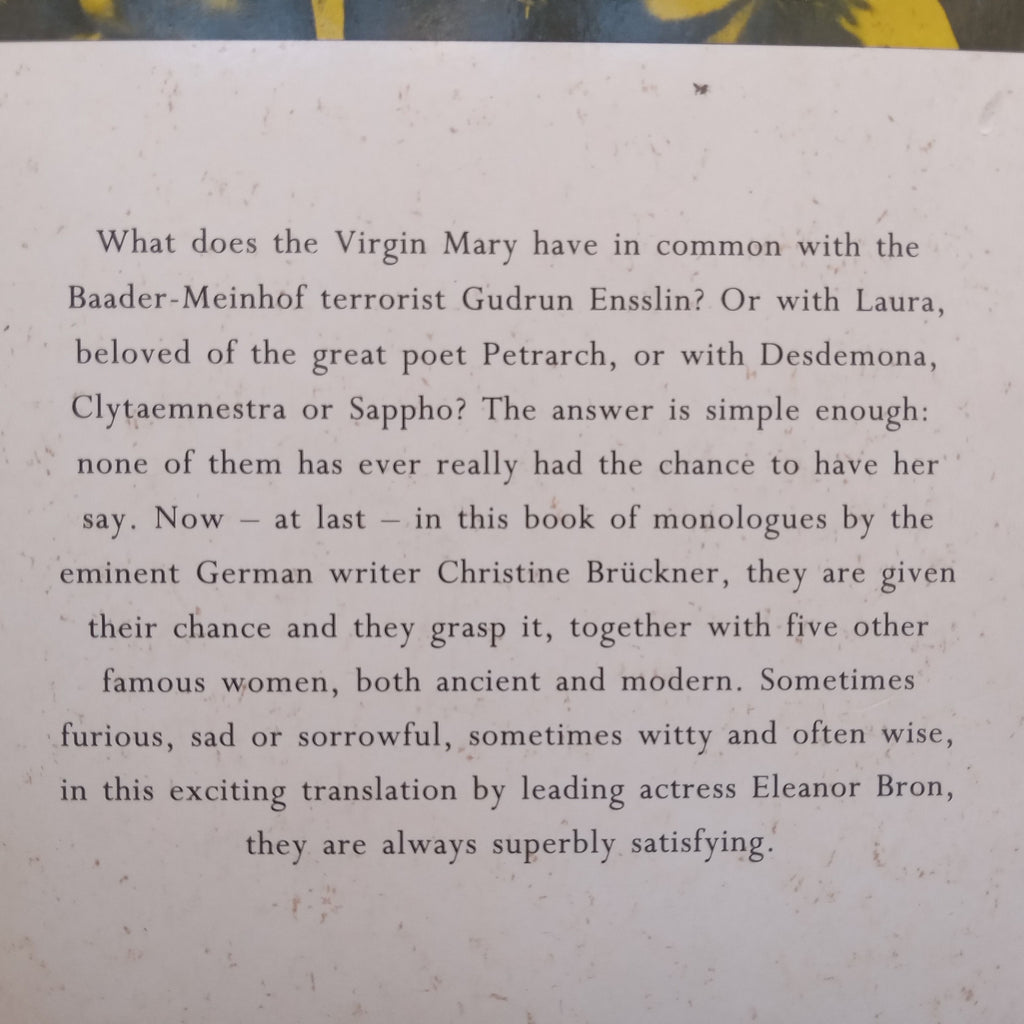 What does the Virgin Mary have in common with the
Baader-Meinhof terrorist Gudrun Ensslin? Or with Laura,
beloved of the great poet Petrarch, or with Desdemona,
Clytaemnestra or Sappho? The answer is simple enough:
none of them has ever really had the chance to have her
say. Now – at last – in this book of monologues by the
eminent German writer Christine Brückner, they are given
their chance and they grasp it, together with five other
famous women, both ancient and modern. Sometimes
furious, sad or sorrowful, sometimes witty and often wise,
in this exciting translation by leading actress Eleanor Bron,
they are always superbly satisfying.